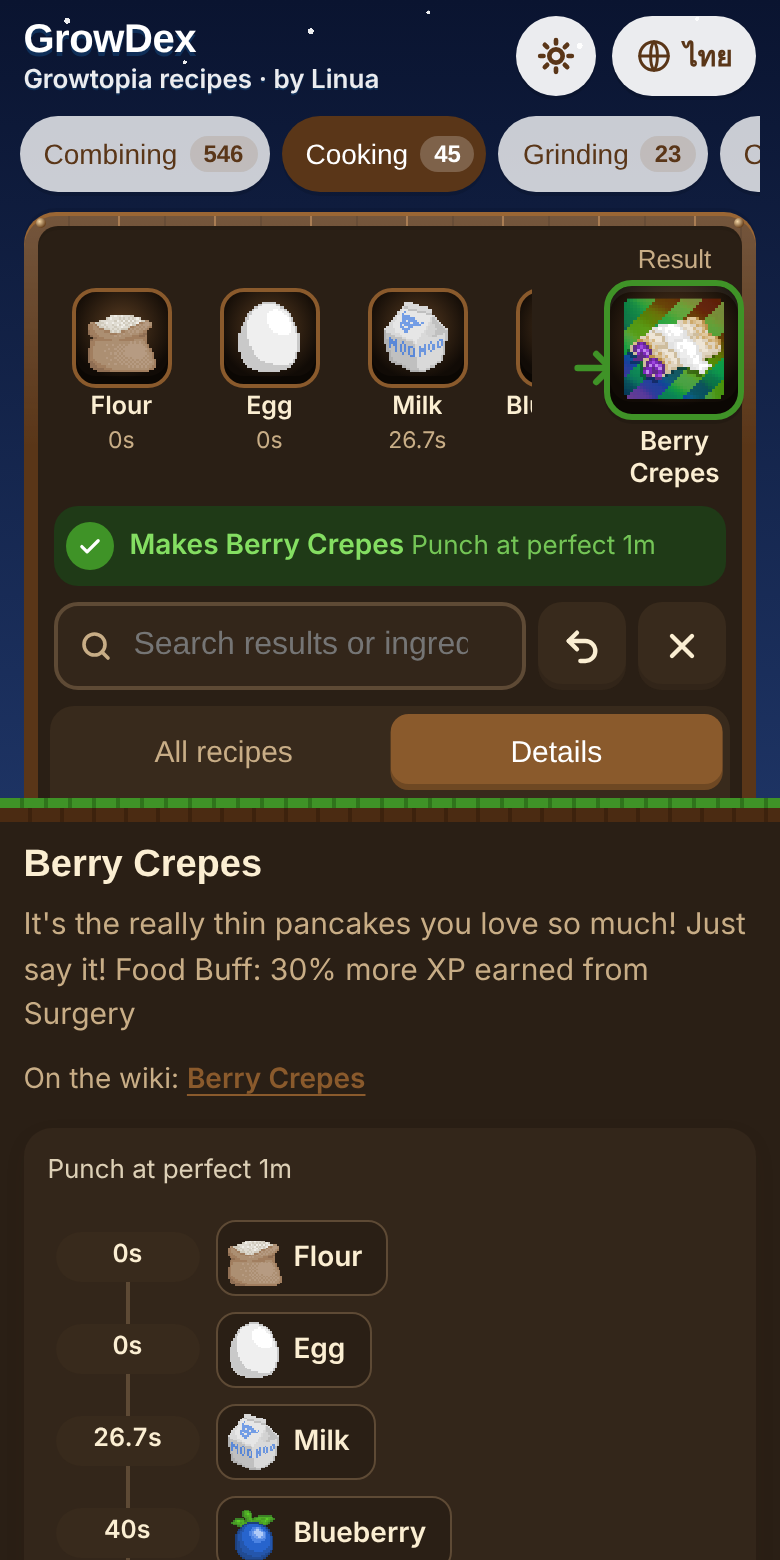 GrowDex
Growtopia recipes · by Linua
ไทย
Combining 546
Cooking 45
Grinding 23
Result
Flour
0s
Egg
0s
Milk
26.7s
Berry
Crepes
Makes Berry Crepes Punch at perfect 1m
Search results or ingred
All recipes
Details
Berry Crepes
It's the really thin pancakes you love so much! Just
say it! Food Buff: 30% more XP earned from
Surgery
On the wiki: Berry Crepes
Punch at perfect 1m
0s Flour
0s Egg
26.7s Milk
40s Blueberry